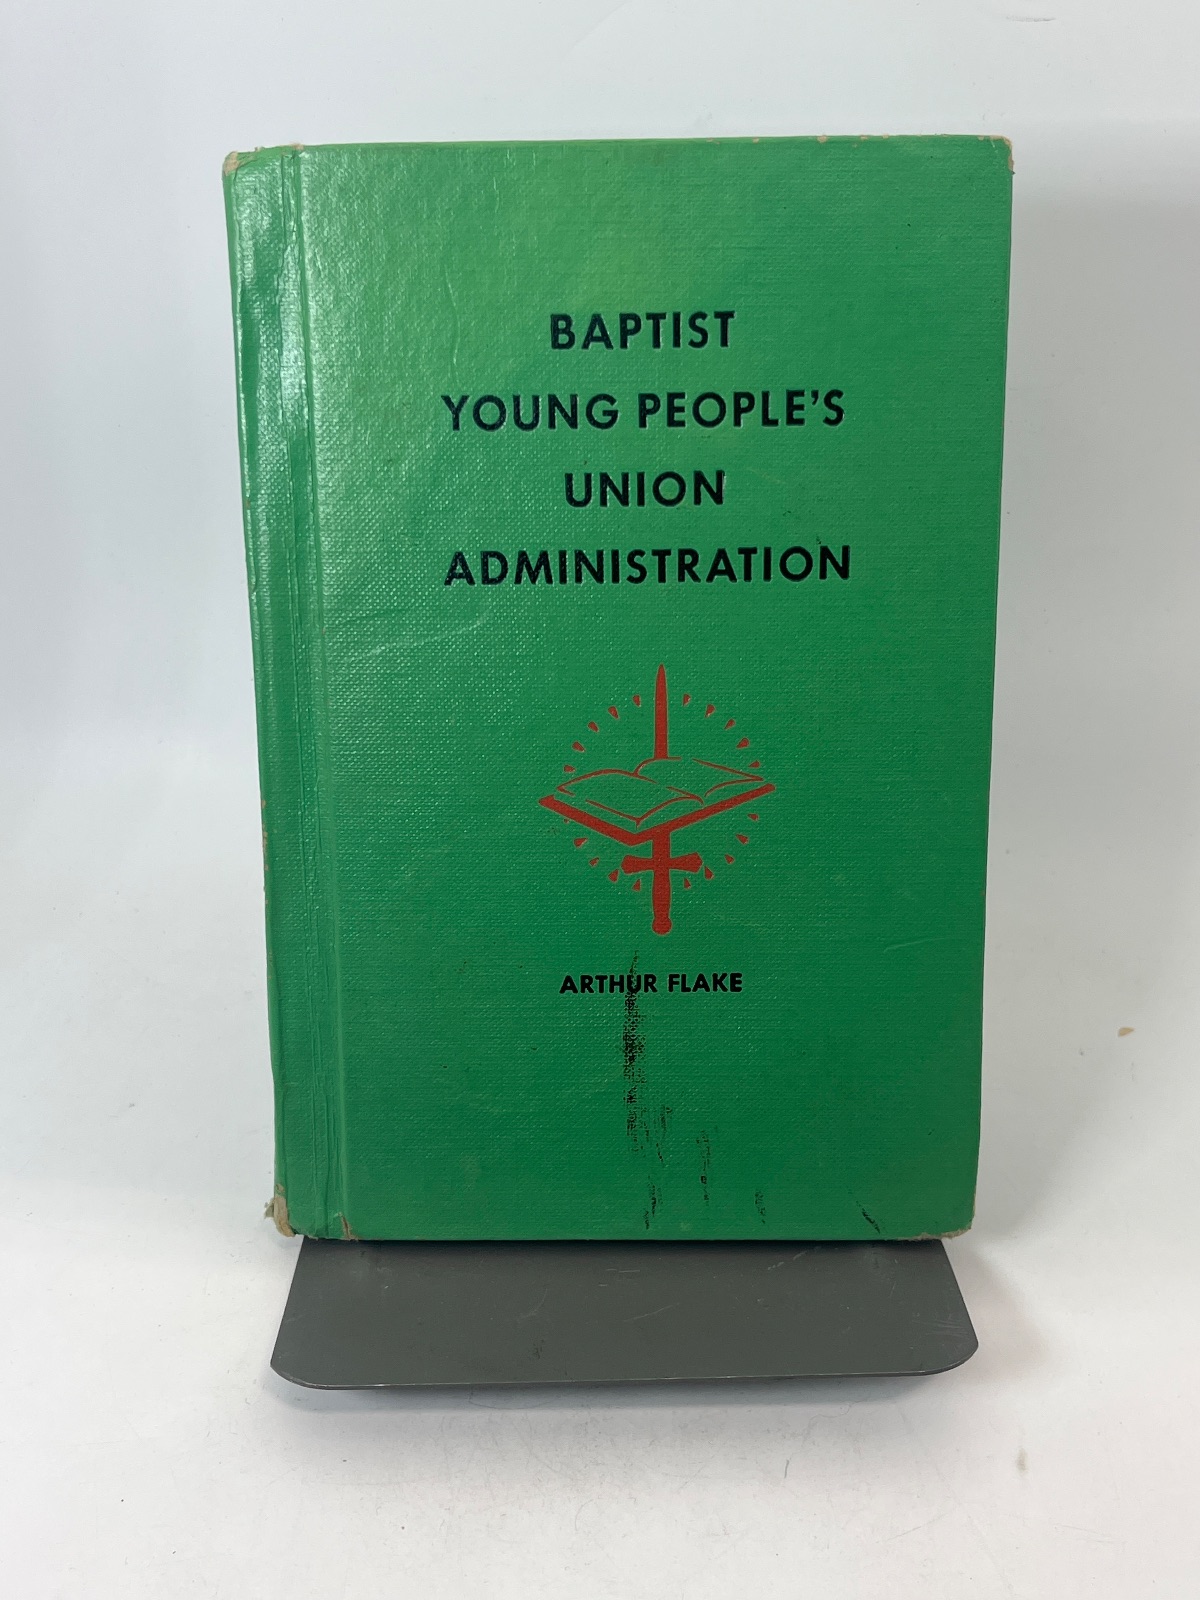 BAPTIST
YOUNG PEOPLE'S
UNION
ADMINISTRATION
ARTHUR FLAKE